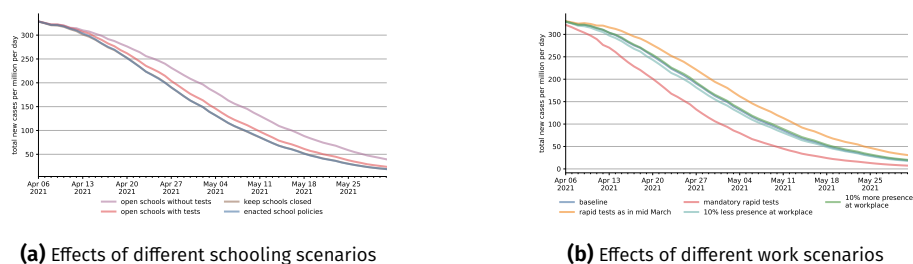 total new cases per million per day
300
250
200
150
100
50
Apr 06
2021
Apr 13
2021
Apr 20
2021
Apr 27
2021
May 04
2021
May 11
2021
May 18
2021
May 25
2021
open schools without tests
open schools with tests
keep schools closed
enacted school policies
(a) Effects of different schooling scenarios
total new cases per million per day
300
250
200
150
100
50
0
Apr 06
2021
Apr 13
2021
Apr 20
2021
Apr 27
2021
May 04
2021
May 11
2021
May 18
2021
May 25
2021
baseline
rapid tests as in mid March
mandatory rapid tests
10% less presence at workplace
10% more presence
at workplace
(b) Effects of different work scenarios